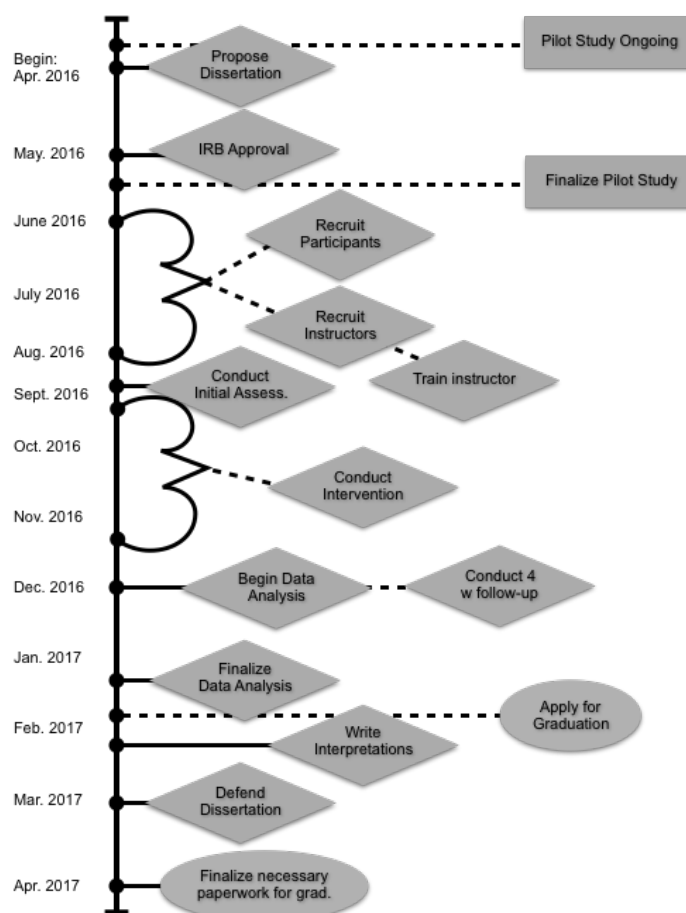 Pilot Study Ongoing
Begin:
Apr. 2016
Propose
Dissertation
May. 2016
IRB Approval
Finalize Pilot Study
June 2016
Recruit
Participants
July 2016
Recruit
Instructors
Aug. 2016
Conduct
Initial Assess.
Train instructor
Sept. 2016
Oct. 2016
Conduct
Intervention
Nov. 2016
Dec. 2016
Begin Data
Analysis
Conduct 4
w follow-up
Jan. 2017
Finalize
Data Analysis
Apply for
Graduation
Feb. 2017
Write
Interpretations
Mar. 2017
Defend
Dissertation
Apr. 2017
Finalize necessary
paperwork for grad.